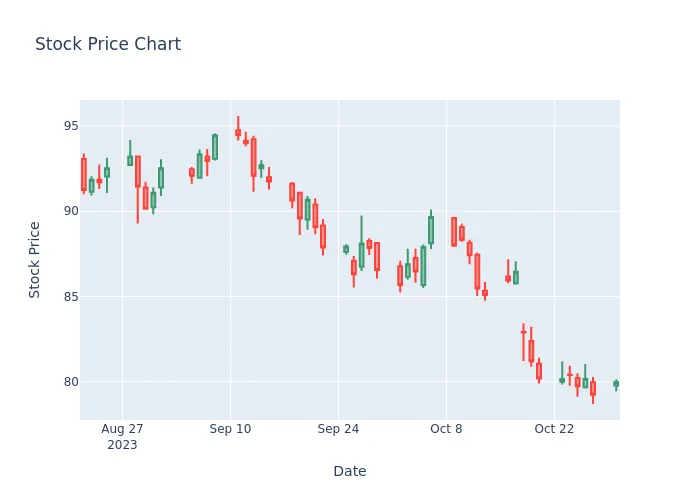 Stock Price Chart
Stock Price
95
90
85
80
Aug 27
2023
Sep 10
Sep 24
Oct 8
Oct 22
Date